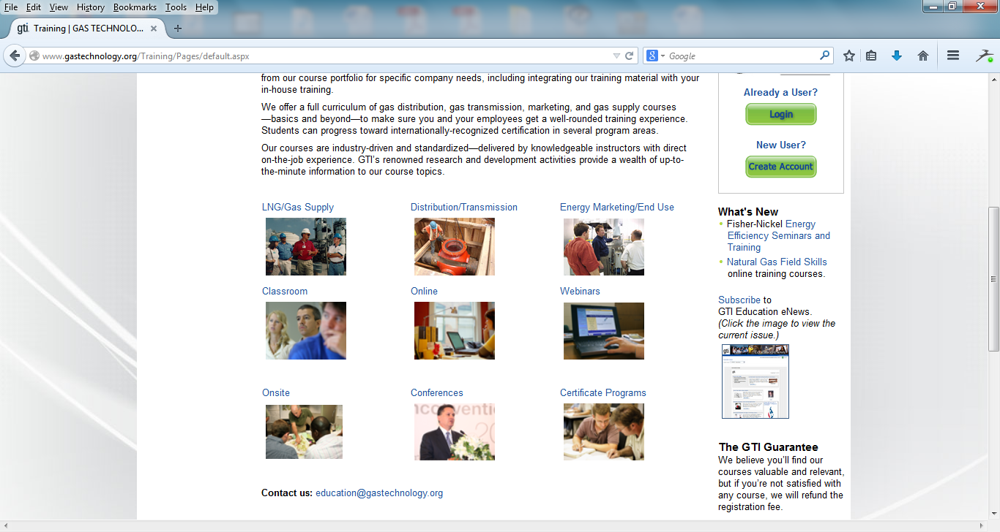 File Edit View History Bookmarks Tools Help
gti Training | GAS TECHNOLO...
www.gastechnology.org/Training/Pages/default.aspx
Google
from our course portfolio for specific company needs, including integrating our training material with your
in-house training.
We offer a full curriculum of gas distribution, gas transmission, marketing, and gas supply courses
—basics and beyond—to make sure you and your employees get a well-rounded training experience.
Students can progress toward internationally-recognized certification in several program areas.
Our courses are industry-driven and standardized—delivered by knowledgeable instructors with direct
on-the-job experience. GTI's renowned research and development activities provide a wealth of up-to-
the-minute information to our course topics.
LNG/Gas Supply Distribution/Transmission Energy Marketing/End Use
Classroom Online Webinars
Onsite Conferences Certificate Programs
Contact us: education@gastechnology.org
Already a User?
Login
New User?
Create Account
What's New
Fisher-Nickel Energy
Efficiency Seminars and
Training
Natural Gas Field Skills
online training courses.
Subscribe to
GTI Education eNews.
(Click the image to view the
current issue.)
gti
The GTI Guarantee
We believe you'll find our
courses valuable and relevant,
but if you're not satisfied with
any course, we will refund the
registration fee.